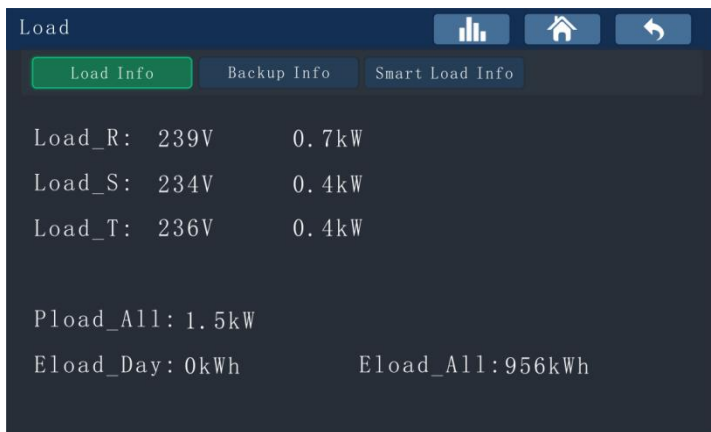 Load
Load Info Backup Info Smart Load Info
Load_R: 239V 0.7kW
Load_S: 234V 0.4kW
Load_T: 236V 0.4kW
Pload_All: 1.5kW
Eload_Day: 0kWh Eload_All:956kWh